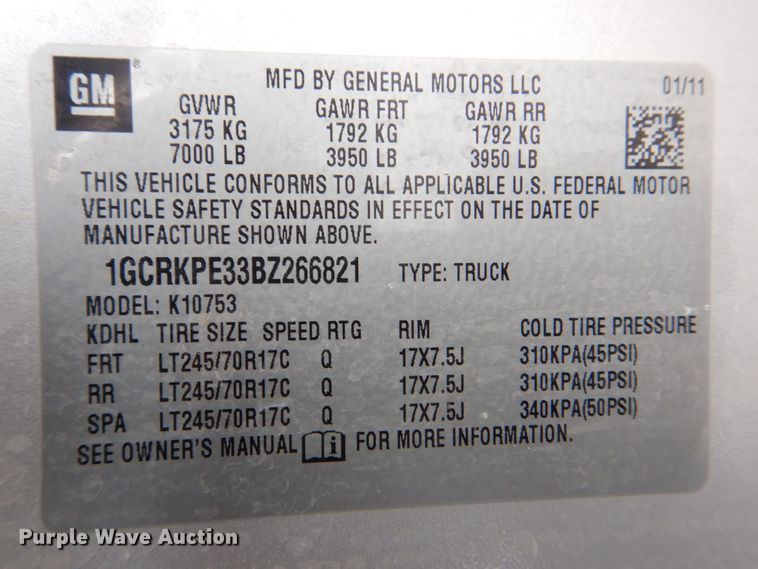 GM
®
MFD BY GENERAL MOTORS LLC 01/11
GVWR GAWR FRT GAWR RR
3175 KG 1792 KG 1792 KG
7000 LB 3950 LB 3950 LB
THIS VEHICLE CONFORMS TO ALL APPLICABLE U.S. FEDERAL MOTOR
VEHICLE SAFETY STANDARDS IN EFFECT ON THE DATE OF
MANUFACTURE SHOWN ABOVE.
1GCRKPE33BZ266821 TYPE: TRUCK
MODEL: K10753
KDHL TIRE SIZE SPEED RTG RIM COLD TIRE PRESSURE
FRT LT245/70R17C Q 17X7.5J 310KPA(45PSI)
RR LT245/70R17C Q 17X7.5J 310KPA(45PSI)
SPA LT245/70R17C Q 17X7.5J 340KPA(50PSI)
SEE OWNER'S MANUAL i FOR MORE INFORMATION.
Purple Wave Auction